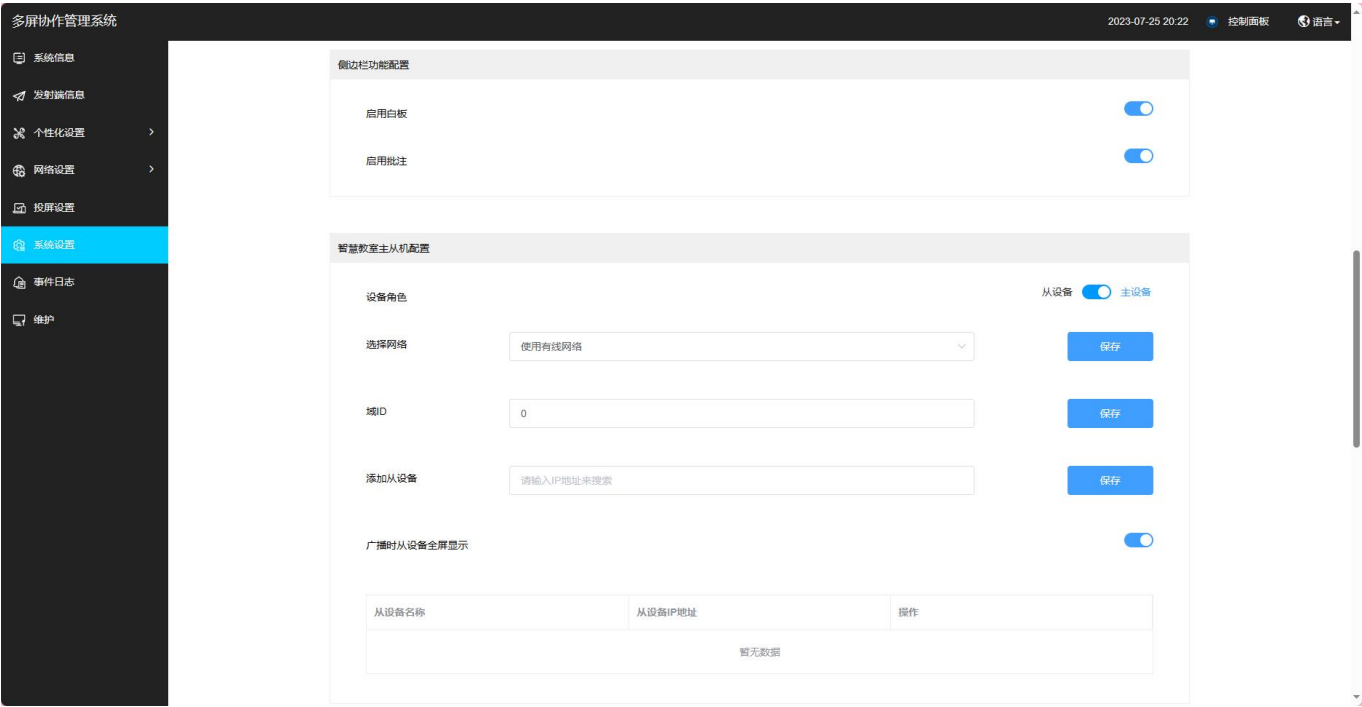 多屏协作管理系统
2023-07-25 20:22 控制面板 语言
系统信息
发射端信息
个性化设置
网络设置
投屏设置
系统设置
事件日志
维护
侧边栏功能配置
启用白板
启用批注
智慧教室主从机配置
设备角色 从设备 主设备
选择网络 使用有线网络 保存
域ID 0 保存
添加从设备 请输入IP地址来搜索 保存
广播时从设备全屏显示
从设备名称 从设备IP地址 操作
暂无数据